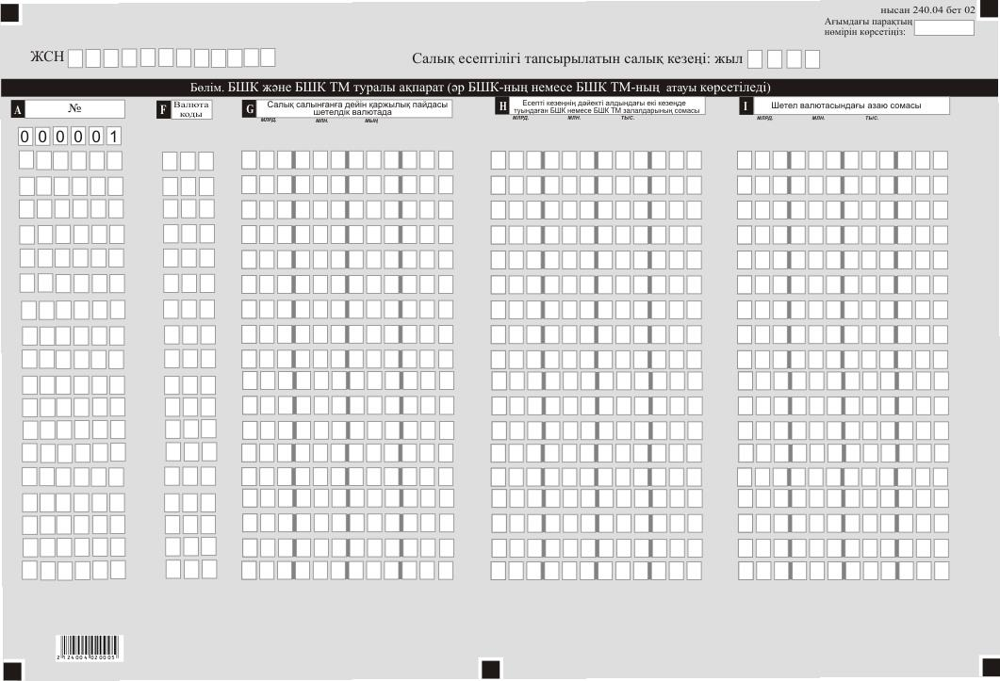 нысан 240.04 бет 02
Ағымдағы парақтың
нөмірін көрсетіңіз:
ЖСН
Салық есептілігі тапсырылатын салық кезеңі: жыл
Бөлім. БШК және БШК ТМ туралы ақпарат (әр БШК-ның немесе БШК ТМ-ның атауы көрсетіледі)
A №
F Валюта
коды
G Салық салынғанға дейін қаржылық пайдасы
шетелдік валютада
H Есепті кезеңнің дәйекті алдындағы екі кезеңде
туындаған БШК немесе БШК ТМ залалдарының сомасы
I Шетел валютасындағы азаю сомасы
МЛРД. МЛН. МЫҢ
МЛРД. МЛН. ТЫС.
МЛРД. МЛН. ТЫС.
0 0 0 0 0 1
2 124004 020005